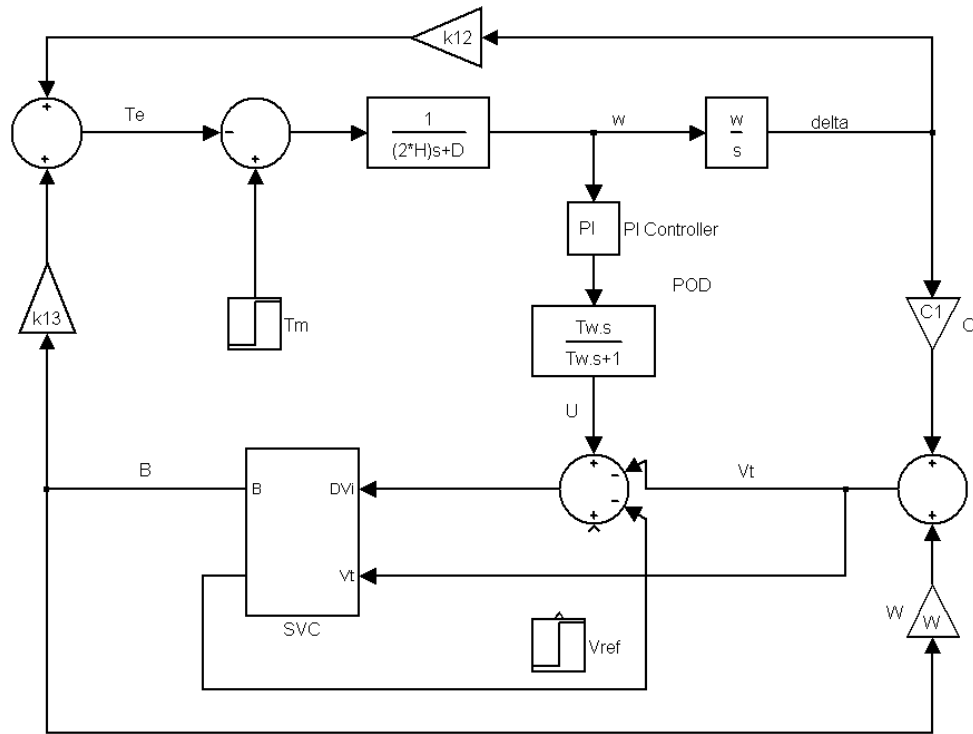 k12
+
Te
-
+
+
1
(2*H)s+D
w
w
s
delta
PI
PI Controller
k13
Tm
POD
C1
C
Tw.s
Tw.s+1
U
B
B
DVi
+
-
-
+
Vt
+
+
Vt
SVC
Vref
W
W